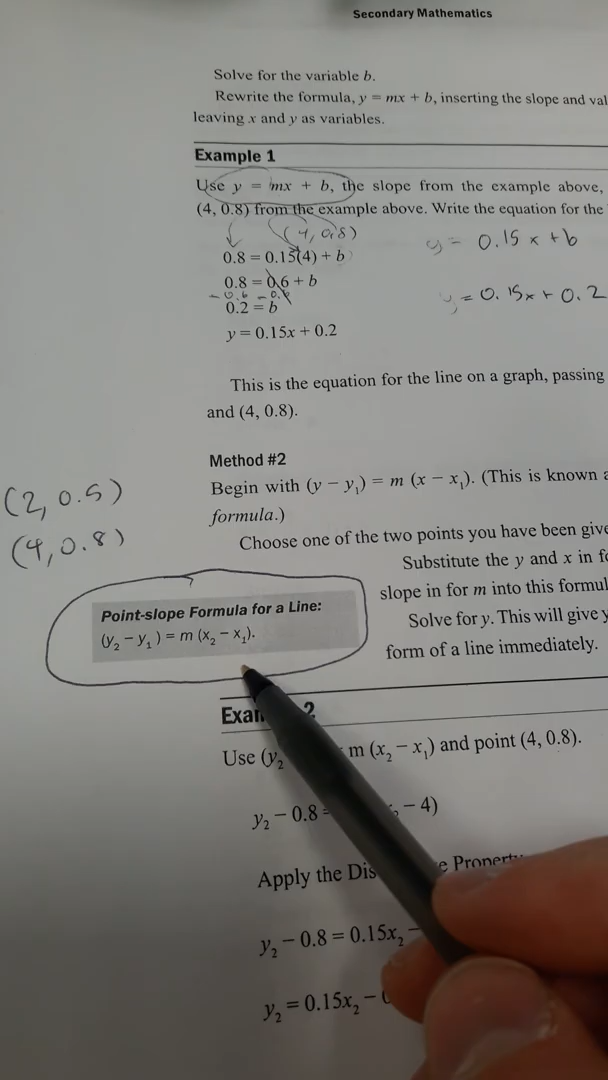 Secondary Mathematics
Solve for the variable b.
Rewrite the formula, y = mx + b, inserting the slope and
leaving x and y as variables.
Example 1
Use y = mx + b, the slope from the example above,
(4, 0.8) from the example above. Write the equation for the
(4, 0.8)
y = 0.15x + b
0.8 = 0.15(4) + b
0.8 = 0.6 + b
- 0.6 - 0.6
y = 0.15x + 0.2
0.2 = b
y = 0.15x + 0.2
This is the equation for the line on a graph, passing
and (4, 0.8).
Method #2
Begin with (y − y₁) = m (x − x₁). (This is known
formula.)
(2, 0.5)
(4, 0.8)
Choose one of the two points you have been
Substitute the y and x in
slope in for m into this
Solve for y. This will give
form of a line immediately.
Point-slope Formula for a Line:
(y₂ − y₁) = m (x₂ − x₁).
2
Use (y₂ m (x₂ − x₁) and point (4, 0.8).
y₂ − 0.8 = − 4)
Apply the
y₂ − 0.8 = 0.15x₂ −
y₂ = 0.15x₂ −